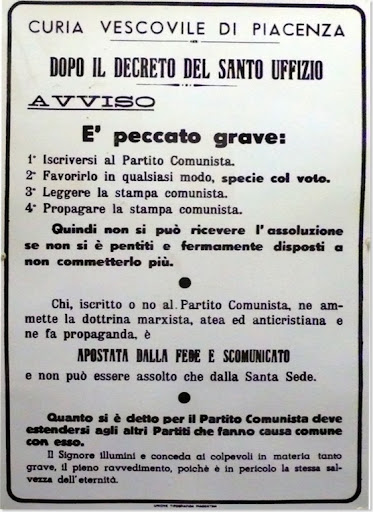 CURIA VESCOVILE DI PIACENZA
DOPO IL DECRETO DEL SANTO UFFIZIO
AVVISO
E' peccato grave:
1° Iscriversi al Partito Comunista.
2° Favorirlo in qualsiasi modo, specie col voto.
3° Leggere la stampa comunista.
4° Propagare la stampa comunista.
Quindi non si può ricevere l'assoluzione
se non si è pentiti e fermamente disposti a
non commetterlo più.
Chi, iscritto o no al Partito Comunista, ne am-
mette la dottrina marxista, atea ed anticristiana e
ne fa propaganda, è
APOSTATA DALLA FEDE E SCOMUNICATO
e non può essere assolto che dalla Santa Sede.
Quanto si è detto per il Partito Comunista deve
estendersi agli altri Partiti che fanno causa comune
con esso.
Il Signore illumini e conceda ai colpevoli in materia tanto
grave, il pieno ravvedimento, poichè è in pericolo la stessa sal-
vezza dell'eternità.